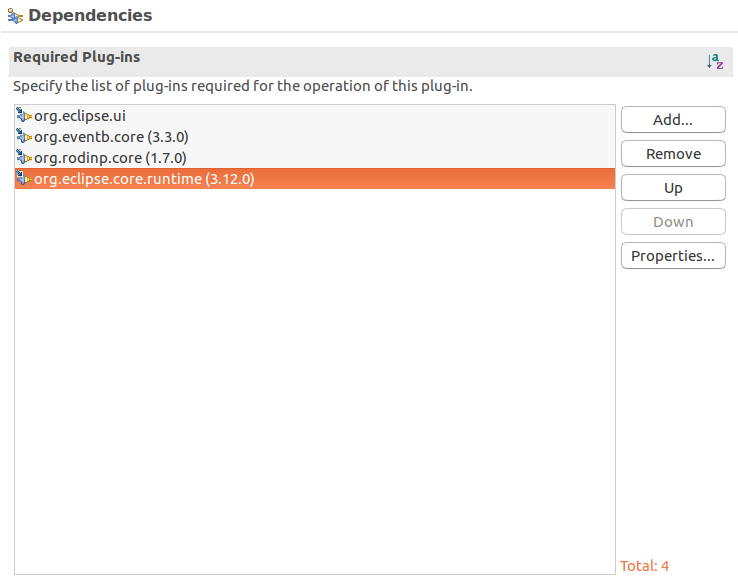 Dependencies
Required Plug-ins
Specify the list of plug-ins required for the operation of this plug-in.
org.eclipse.ui
org.eventb.core (3.3.0)
org.rodinp.core (1.7.0)
org.eclipse.core.runtime (3.12.0)
Add...
Remove
Up
Down
Properties...
Total: 4